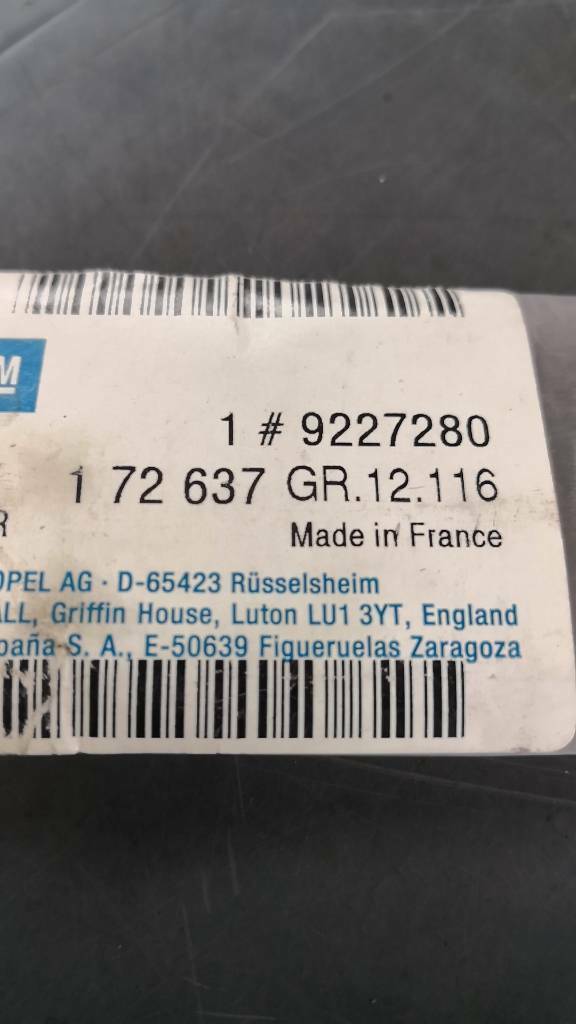 M
1 # 9227280
1 72 637 GR.12.116
R
Made in France
OPEL AG · D-65423 Rüsselsheim
ALL, Griffin House, Luton LU1 3YT, England
paña S. A., E-50639 Figueruelas Zaragoza